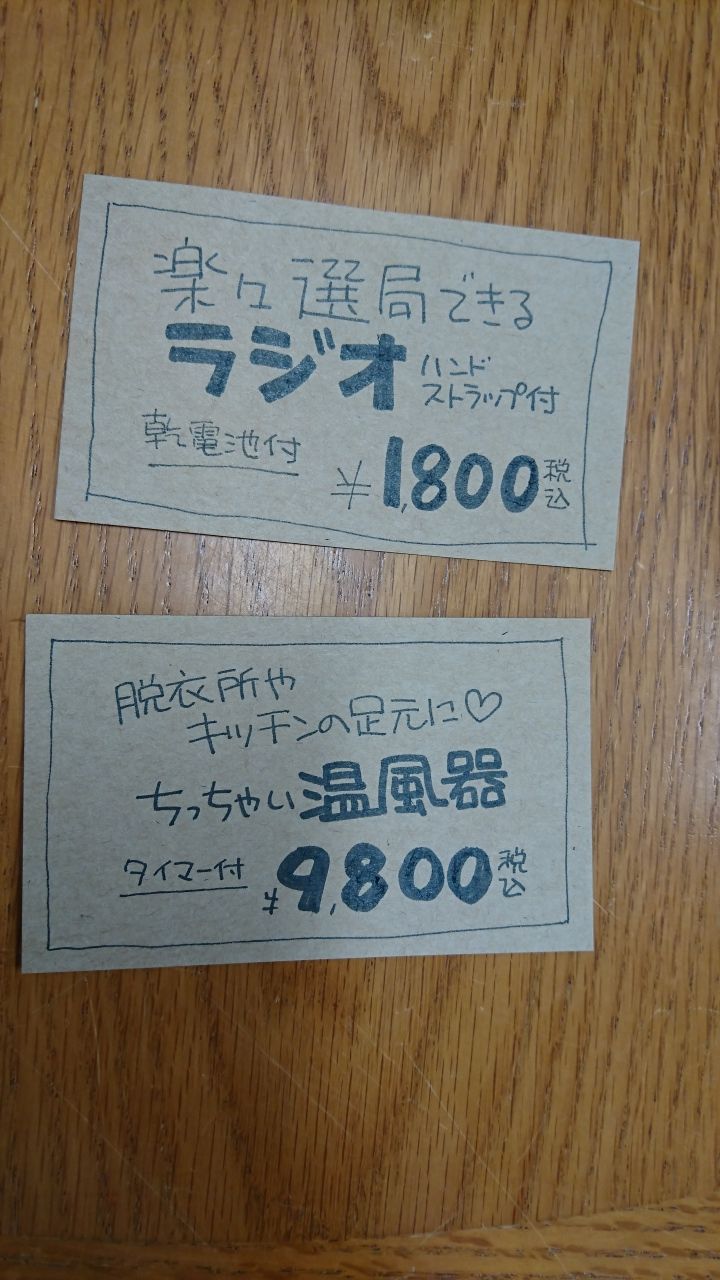 楽々選局できる
ラジオ ハンド
ストラップ付
乾電池付
¥1,800 税込
脱衣所や
キッチンの足元に♡
ちっちゃい温風器
タイマー付 ¥9,800 税込